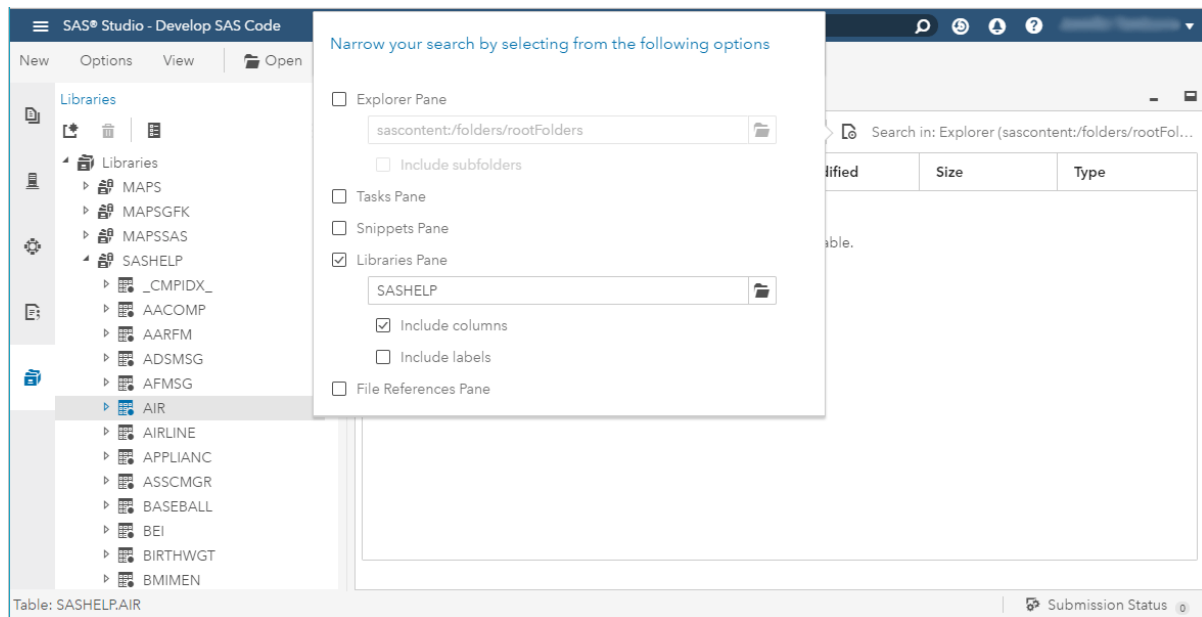 SAS® Studio - Develop SAS Code
New Options View Open
Narrow your search by selecting from the following options
Explorer Pane
sascontent:/folders/rootFolders
Include subfolders
Tasks Pane
Snippets Pane
Libraries Pane
SASHELP
Include columns
Include labels
File References Pane
Libraries
Libraries
MAPS
MAPSGFK
MAPSSAS
SASHELP
_CMPIDX_
AACOMP
AARFM
ADSMSG
AFMSG
AIR
AIRLINE
APPLIANC
ASSCMGR
BASEBALL
BEI
BIRTHWGT
BMIMEN
Search in: Explorer (sascontent:/folders/rootFol...
dified Size Type
able.
Table: SASHELP.AIR
Submission Status 0